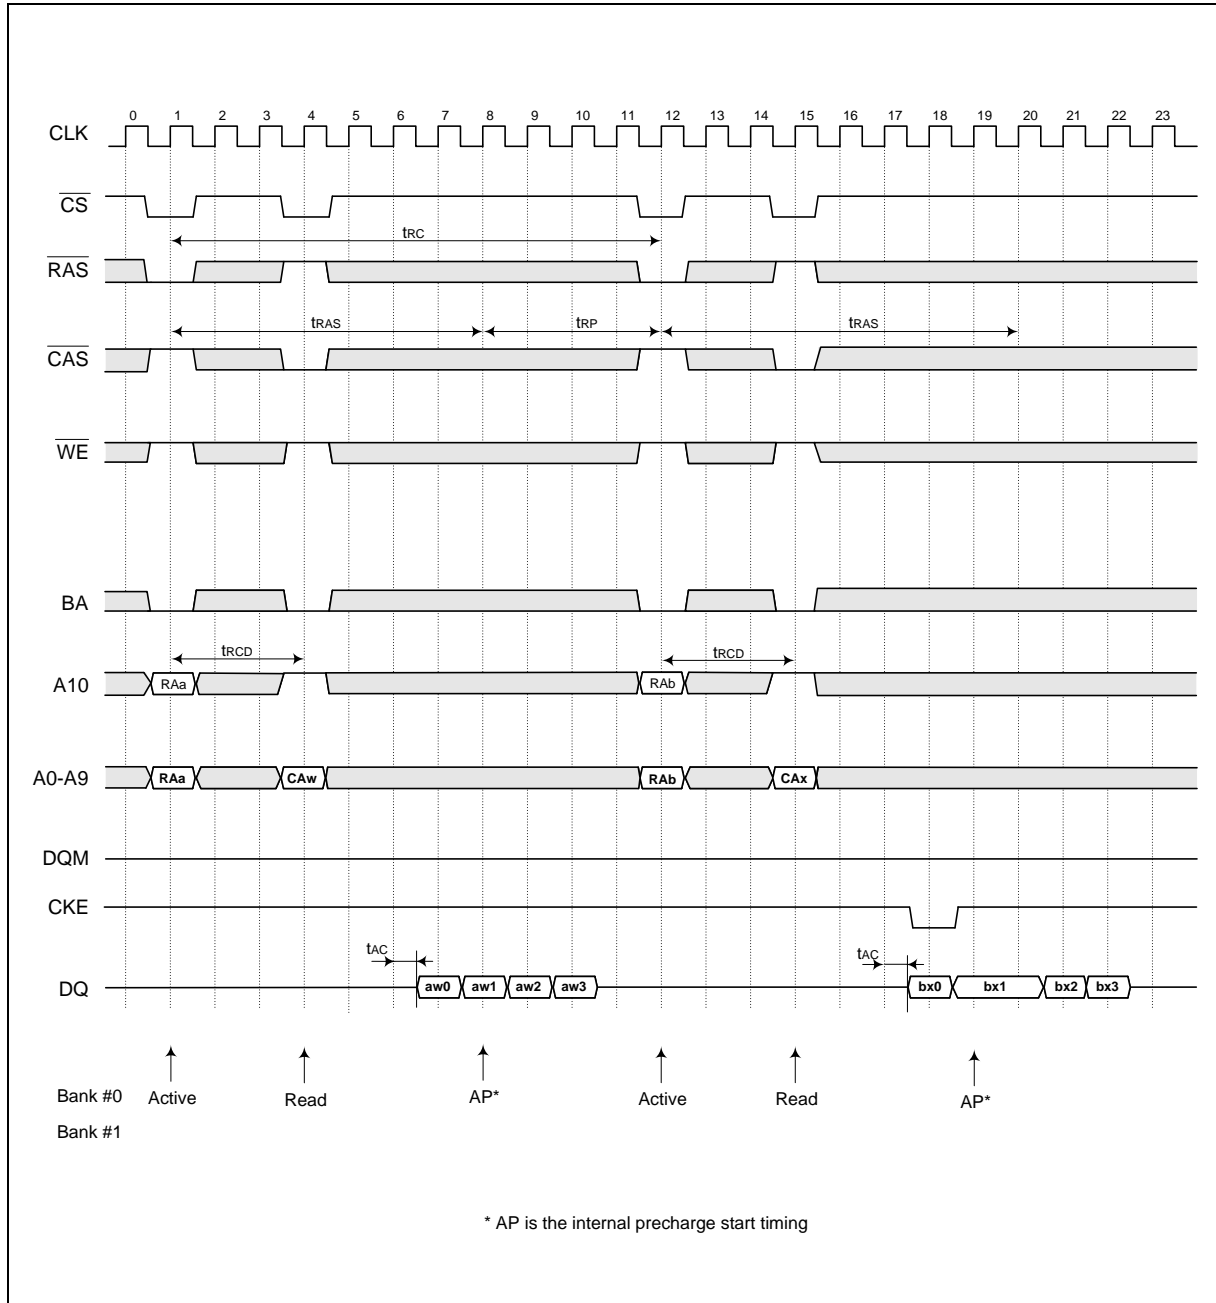 0 1 2 3 4 5 6 7 8 9 10 11 12 13 14 15 16 17 18 19 20 21 22 23
CLK
CS
tRC
RAS
tRAS tRP tRAS
CAS
WE
BA
tRCD tRCD
A10 RAa RAb
A0-A9 RAa CAw RAb CAx
DQM
CKE
tAC tAC
DQ aw0 aw1 aw2 aw3 bx0 bx1 bx2 bx3
Bank #0 Active Read AP* Active Read AP*
Bank #1
* AP is the internal precharge start timing